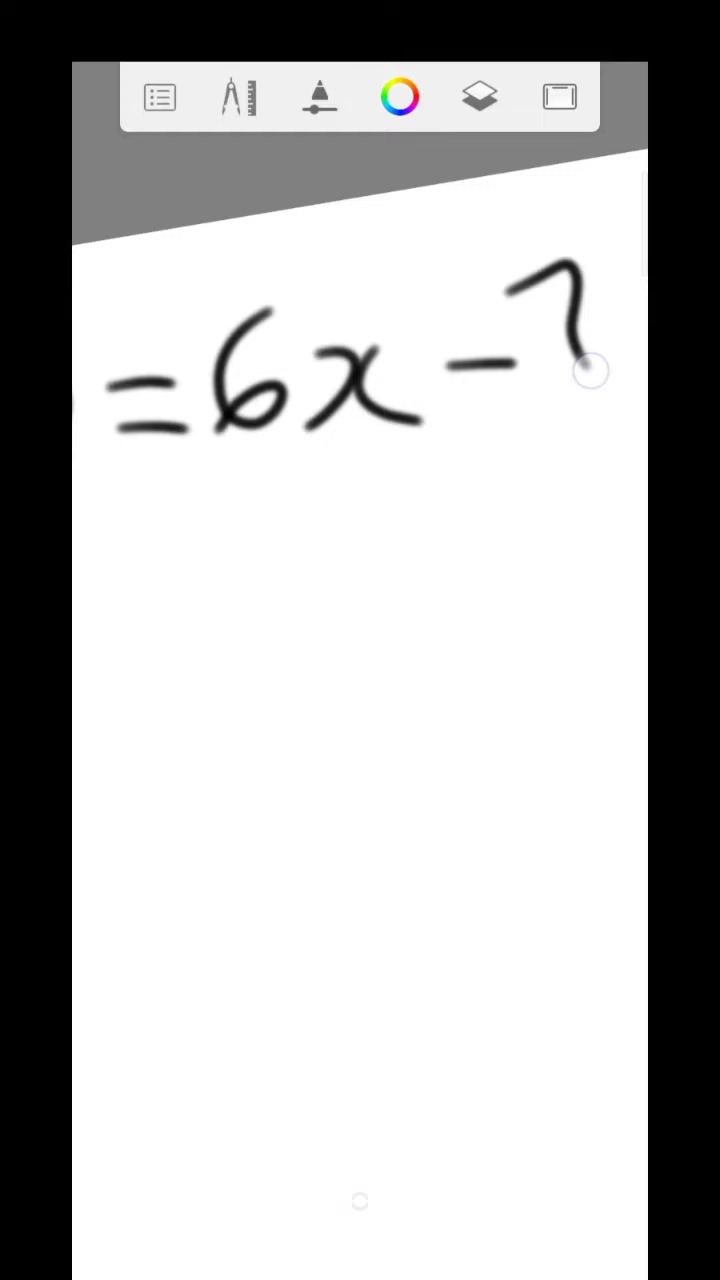 = 6x - 7